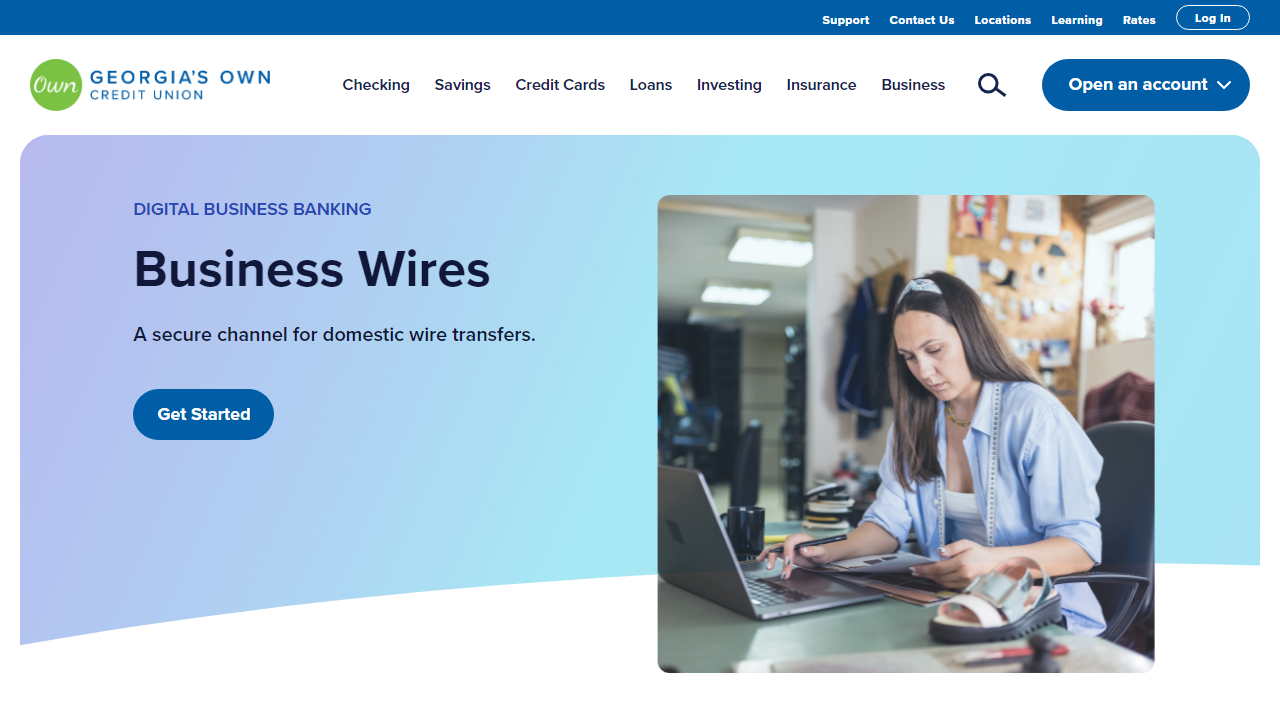 Support Contact Us Locations Learning Rates Log In
Own GEORGIA'S OWN
CREDIT UNION
Checking Savings Credit Cards Loans Investing Insurance Business Open an account
DIGITAL BUSINESS BANKING
Business Wires
A secure channel for domestic wire transfers.
Get Started